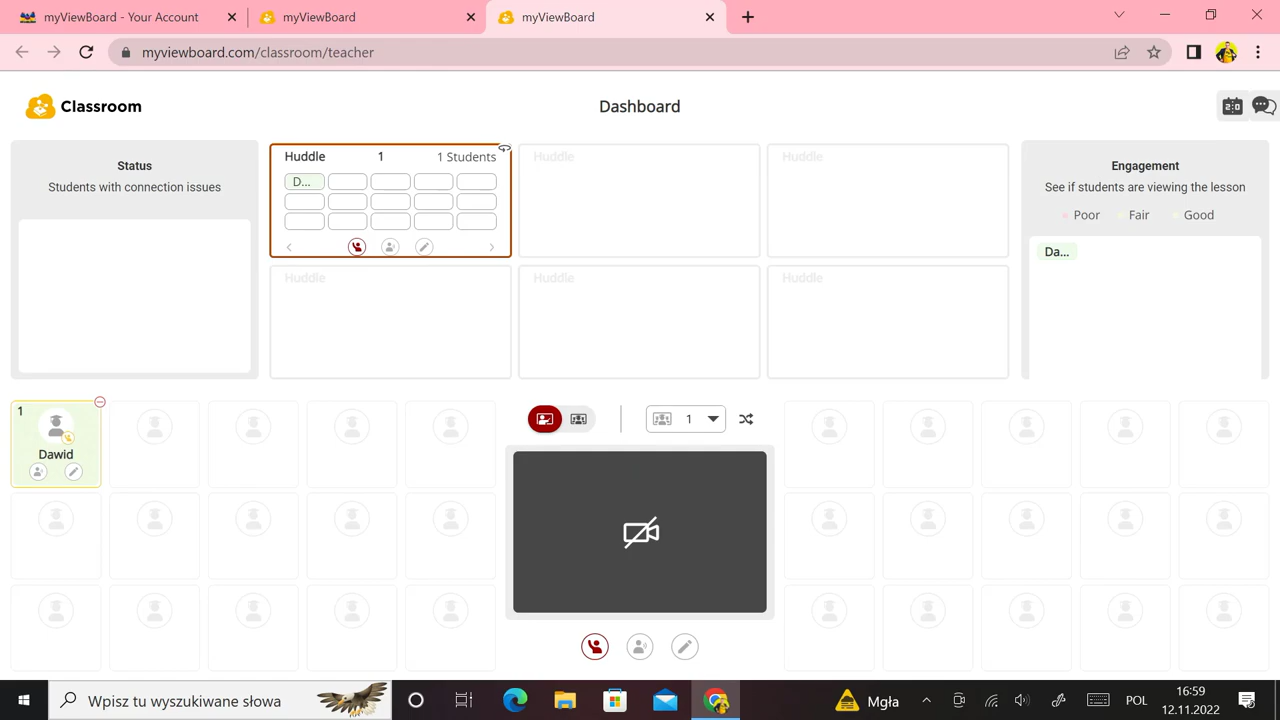 myViewBoard - Your Account
myViewBoard
myViewBoard
myviewboard.com/classroom/teacher
Classroom
Dashboard
2:0
Status
Students with connection issues
Huddle 1 1 Students
D...
Huddle
Huddle
Engagement
See if students are viewing the lesson
Poor Fair Good
Da...
Huddle
Huddle
Huddle
1
Dawid
1
Wpisz tu wyszukiwane słowa
Mgła
POL
16:59
12.11.2022